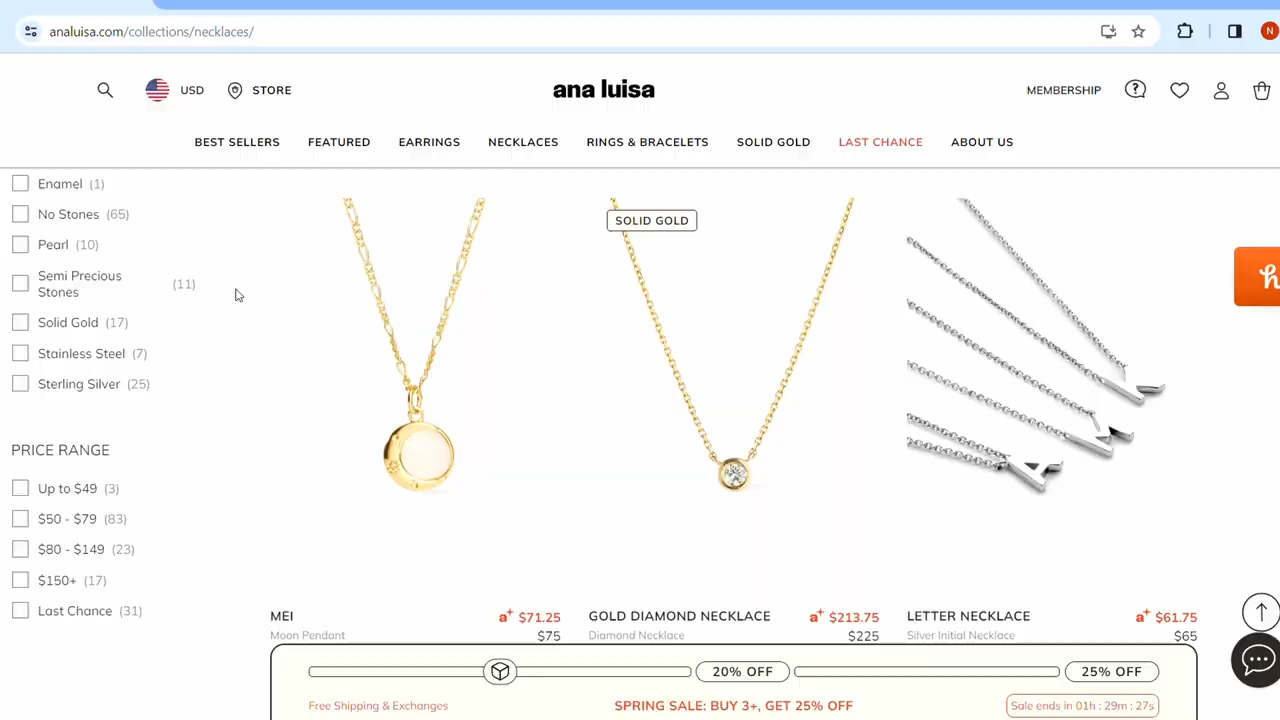 analuisa.com/collections/necklaces/
N
USD
STORE
ana luisa
MEMBERSHIP
BEST SELLERS
FEATURED
EARRINGS
NECKLACES
RINGS & BRACELETS
SOLID GOLD
LAST CHANCE
ABOUT US
Enamel (1)
No Stones (65)
Pearl (10)
Semi Precious
Stones (11)
Solid Gold (17)
Stainless Steel (7)
Sterling Silver (25)
PRICE RANGE
Up to $49 (3)
$50 - $79 (83)
$80 - $149 (23)
$150+ (17)
Last Chance (31)
SOLID GOLD
A
h
MEI
a+ $71.25
Moon Pendant
$75
GOLD DIAMOND NECKLACE
a+ $213.75
Diamond Necklace
$225
LETTER NECKLACE
a+ $61.75
Silver Initial Necklace
$65
20% OFF
25% OFF
Free Shipping & Exchanges
SPRING SALE: BUY 3+, GET 25% OFF
Sale ends in 01h : 29m : 27s